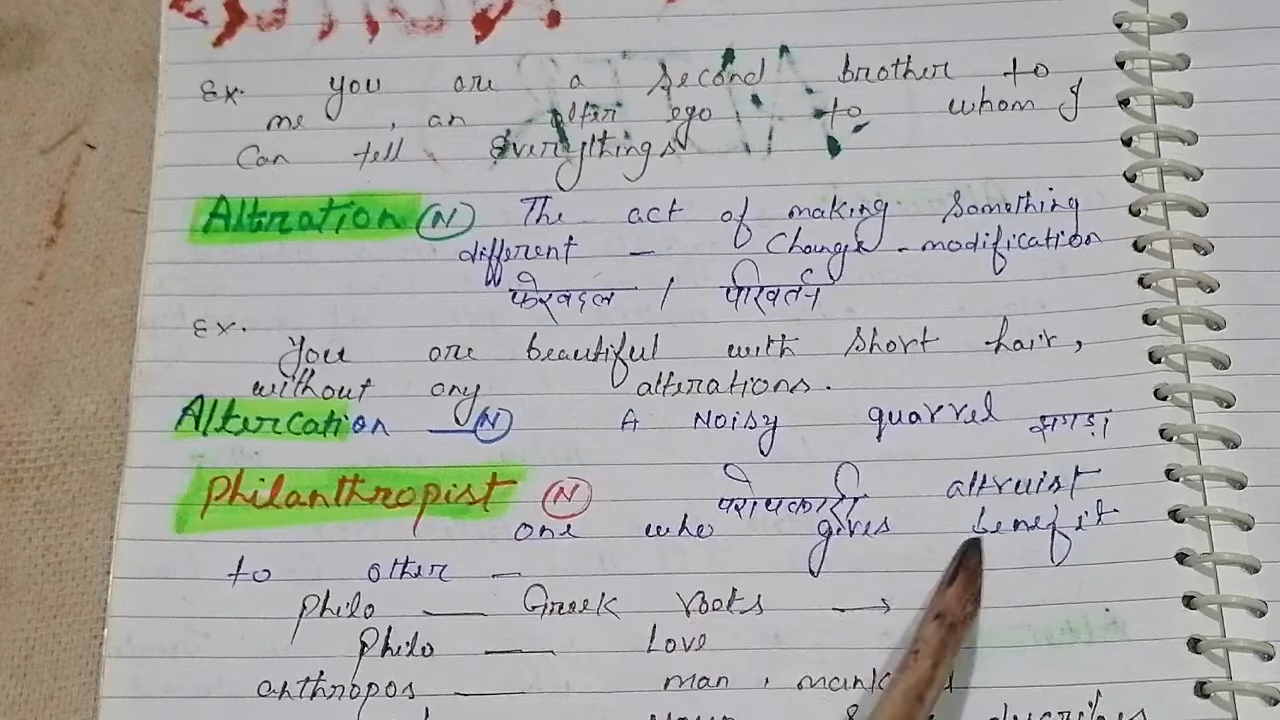 Ex. you are a second brother to
me, an alter ego to whom I
Can tell everythings
Altration (N) The act of making something
different — Change - modification
फेरबदल / परिवर्तन
Ex.
You are beautiful with short hair,
without any alterations.
Altercation — (N) A Noisy quarrel झगड़ा
Philanthropist (N) परोपकारी altruist
one who gives benefit
to other —
Philo — Greek roots →
Philo — Love
anthropos — man,